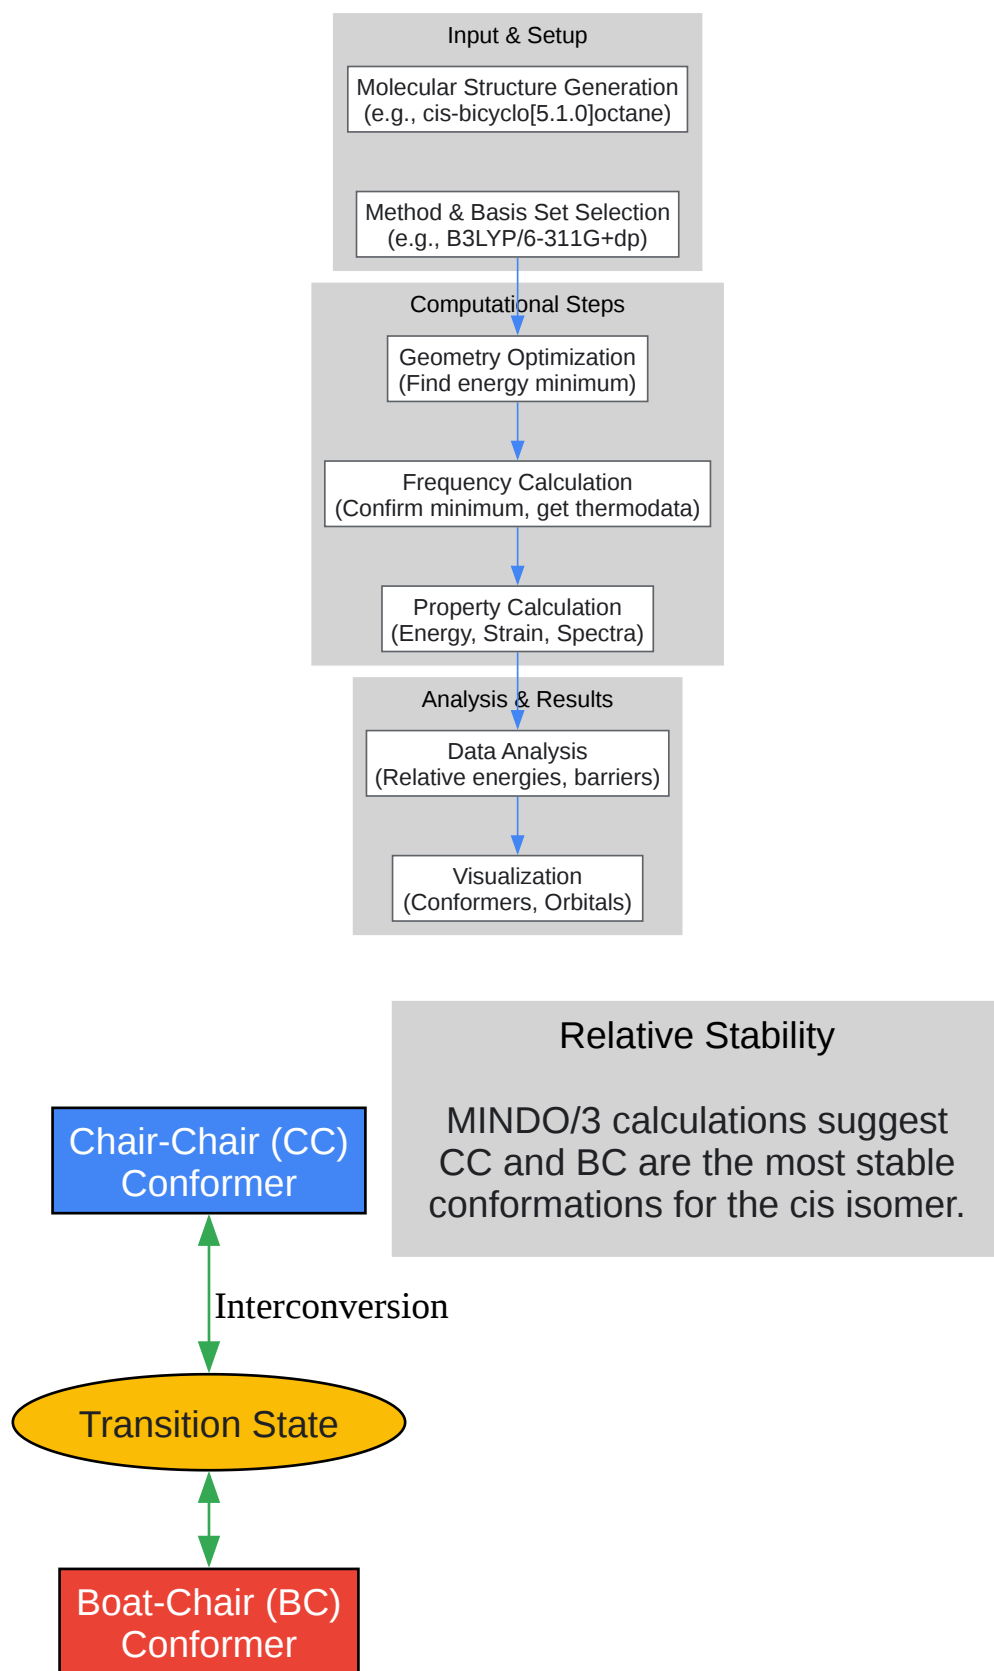 Input & Setup
Molecular Structure Generation
(e.g., cis-bicyclo[5.1.0]octane)
Method & Basis Set Selection
(e.g., B3LYP/6-311G+dp)
Computational Steps
Geometry Optimization
(Find energy minimum)
Frequency Calculation
(Confirm minimum, get thermodata)
Property Calculation
(Energy, Strain, Spectra)
Analysis & Results
Data Analysis
(Relative energies, barriers)
Visualization
(Conformers, Orbitals)
Relative Stability
MINDO/3 calculations suggest
CC and BC are the most stable
conformations for the cis isomer.
Chair-Chair (CC)
Conformer
Interconversion
Transition State
Boat-Chair (BC)
Conformer